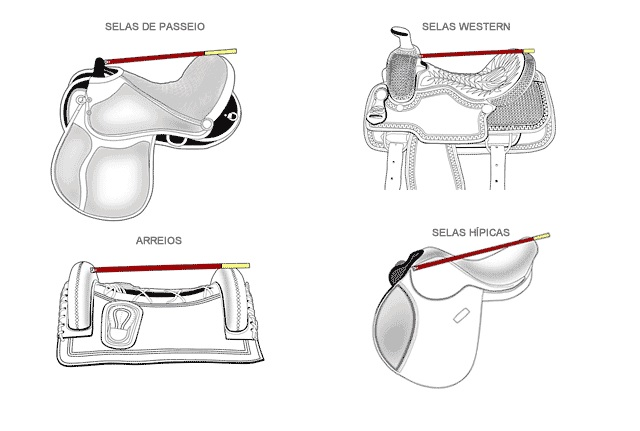 SELAS DE PASSEIO
SELAS WESTERN
ARREIOS
SELAS HÍPICAS